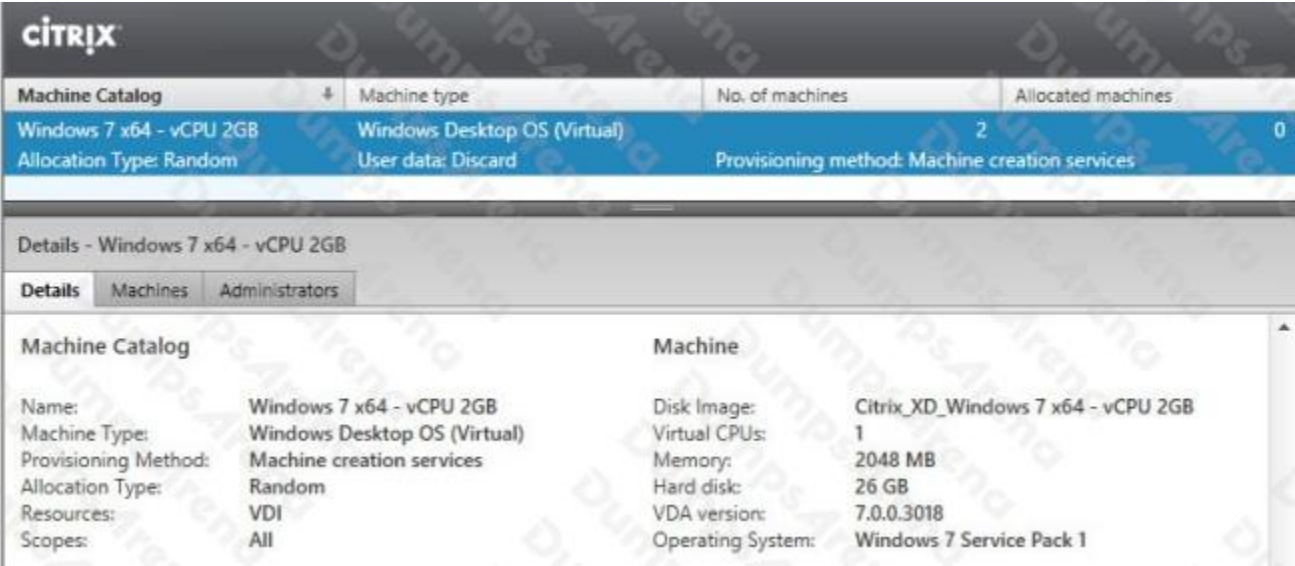 CİTRIX
Machine Catalog Machine type No. of machines Allocated machines
Windows 7 x64 - vCPU 2GB Windows Desktop OS (Virtual) 2 0
Allocation Type: Random User data: Discard Provisioning method: Machine creation services
Details - Windows 7 x64 - vCPU 2GB
Details Machines Administrators
Machine Catalog Machine
Name: Windows 7 x64 - vCPU 2GB Disk Image: Citrix_XD_Windows 7 x64 - vCPU 2GB
Machine Type: Windows Desktop OS (Virtual) Virtual CPUs: 1
Provisioning Method: Machine creation services Memory: 2048 MB
Allocation Type: Random Hard disk: 26 GB
Resources: VDI VDA version: 7.0.0.3018
Scopes: All Operating System: Windows 7 Service Pack 1
DumpsArena